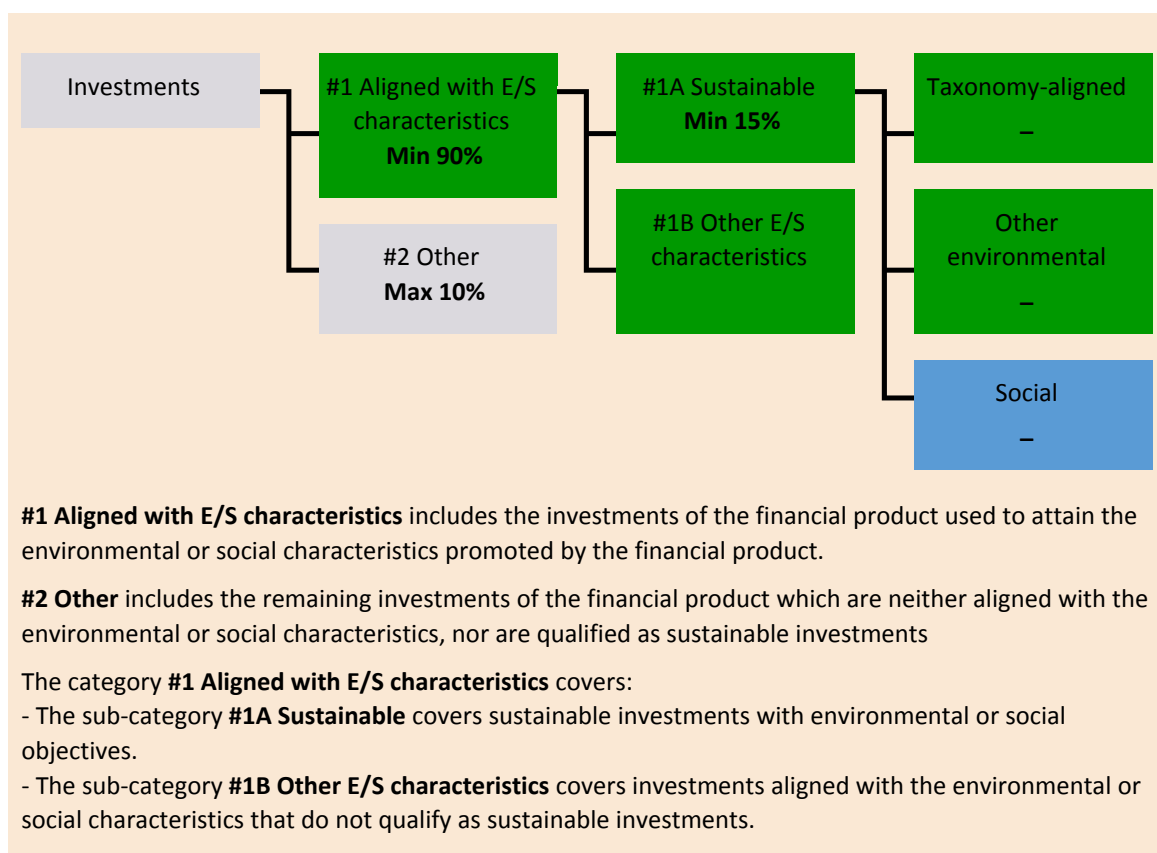 Investments
#1 Aligned with E/S
characteristics
Min 90%
#2 Other
Max 10%
#1A Sustainable
Min 15%
#1B Other E/S
characteristics
Taxonomy-aligned
–
Other
environmental
–
Social
–
#1 Aligned with E/S characteristics includes the investments of the financial product used to attain the
environmental or social characteristics promoted by the financial product.
#2 Other includes the remaining investments of the financial product which are neither aligned with the
environmental or social characteristics, nor are qualified as sustainable investments
The category #1 Aligned with E/S characteristics covers:
- The sub-category #1A Sustainable covers sustainable investments with environmental or social
objectives.
- The sub-category #1B Other E/S characteristics covers investments aligned with the environmental or
social characteristics that do not qualify as sustainable investments.